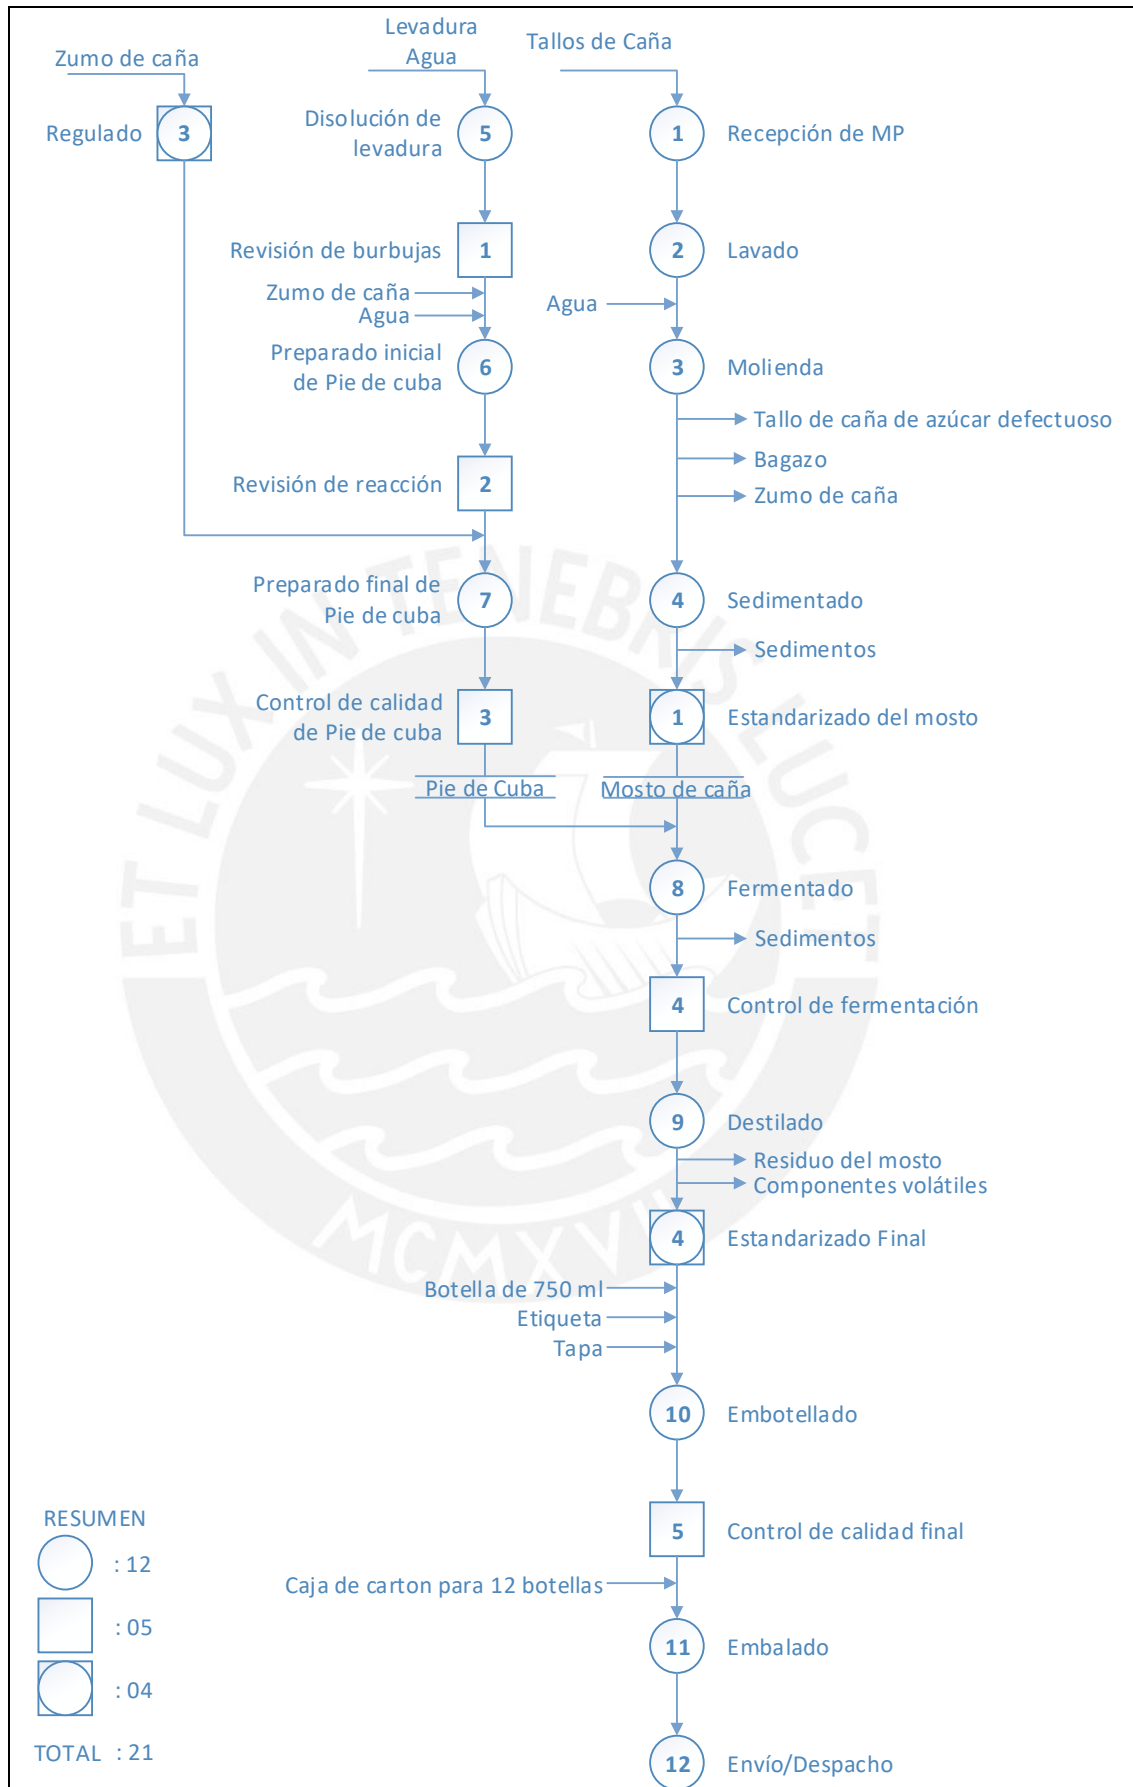 Levadura
Agua
Tallos de Caña
Zumo de caña
Regulado
3
Disolución de
levadura
5
1
Recepción de MP
Revisión de burbujas
1
2
Lavado
Zumo de caña
Agua
Agua
Preparado inicial
de Pie de cuba
6
3
Molienda
Tallo de caña de azúcar defectuoso
Bagazo
Zumo de caña
Revisión de reacción
2
Preparado final de
Pie de cuba
7
4
Sedimentado
Sedimentos
Control de calidad
de Pie de cuba
3
1
Estandarizado del mosto
Pie de Cuba
Mosto de caña
8
Fermentado
Sedimentos
4
Control de fermentación
9
Destilado
Residuo del mosto
Componentes volátiles
4
Estandarizado Final
Botella de 750 ml
Etiqueta
Tapa
10
Embotellado
5
Control de calidad final
Caja de carton para 12 botellas
11
Embalado
12
Envío/Despacho
RESUMEN
: 12
: 05
: 04
TOTAL : 21
ET LUX IN TENEBRIS LUCET
MCMXVII